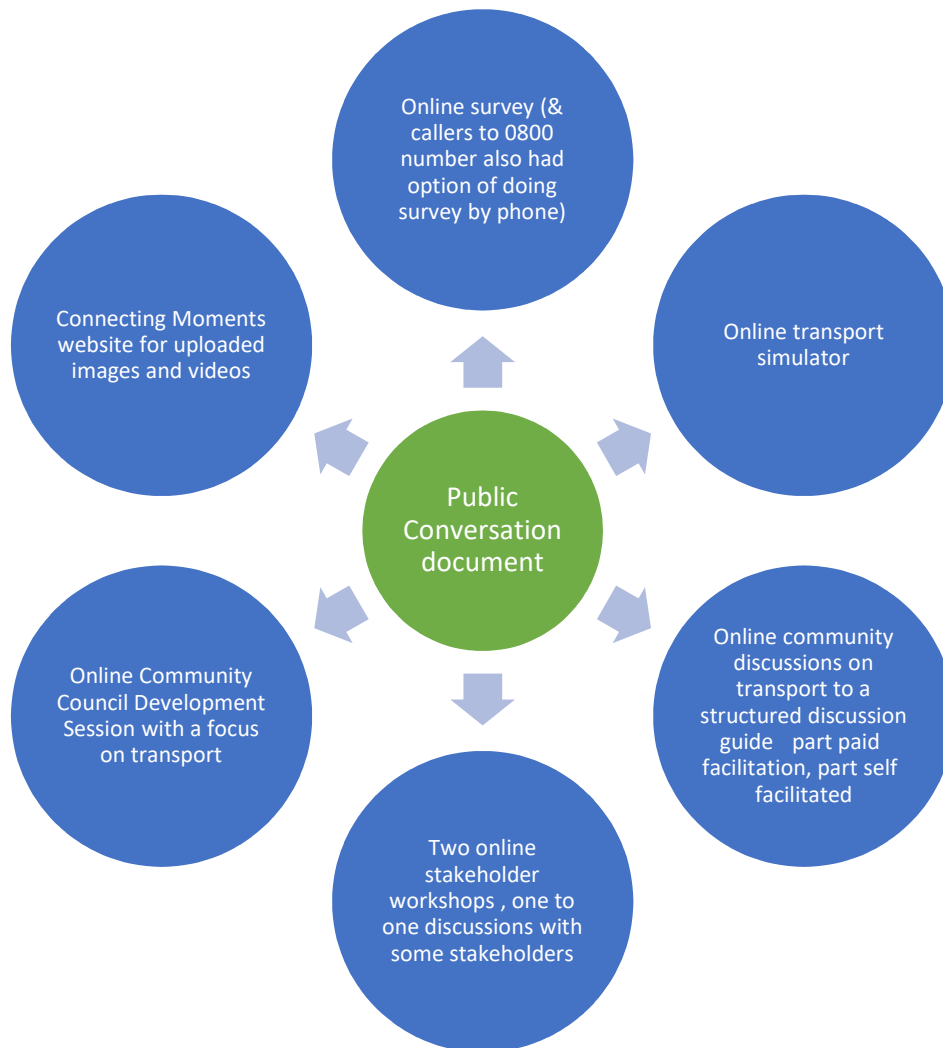 Online survey (&
callers to 0800
number also had
option of doing
survey by phone)
Connecting Moments
website for uploaded
images and videos
Online transport
simulator
Public
Conversation
document
Online Community
Council Development
Session with a focus
on transport
Online community
discussions on
transport to a
structured discussion
guide part paid
facilitation, part self
facilitated
Two online
stakeholder
workshops , one to
one discussions with
some stakeholders